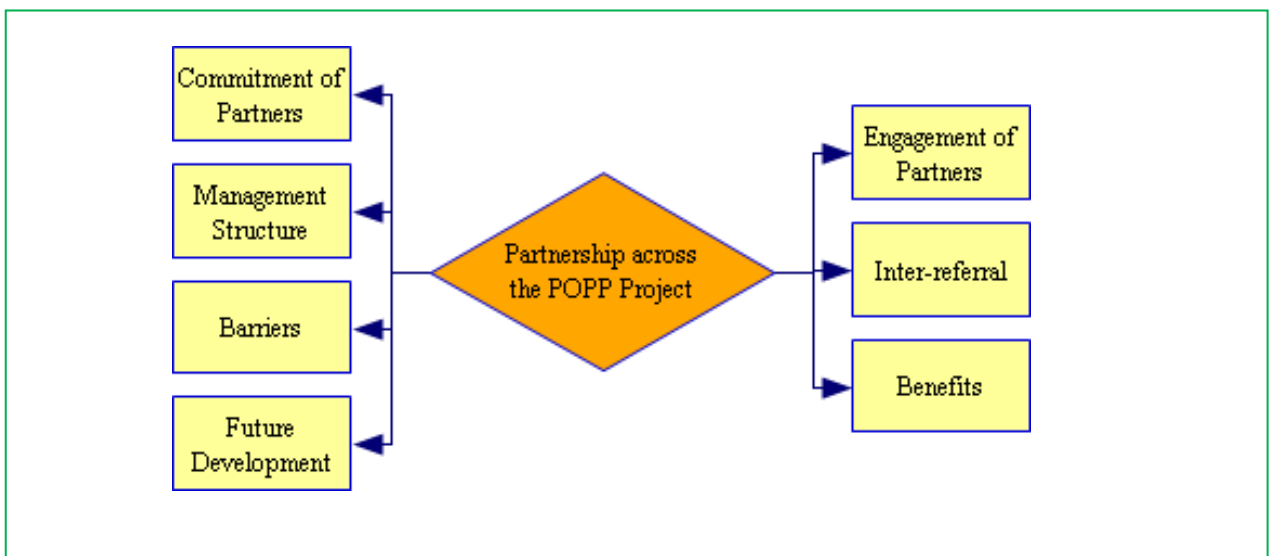 Commitment of
Partners
Management
Structure
Barriers
Future
Development
Partnership across
the POPP Project
Engagement of
Partners
Inter-referral
Benefits